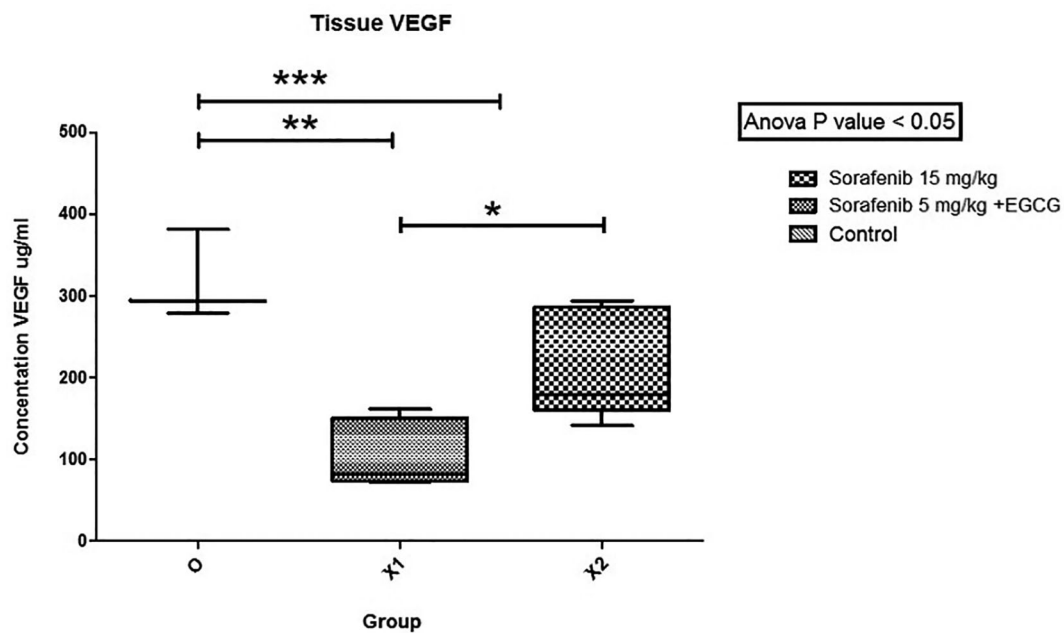 Tissue VEGF
***
**
*
Anova P value < 0.05
Sorafenib 15 mg/kg
Sorafenib 5 mg/kg +EGCG
Control
Concentation VEGF ug/ml
500
400
300
200
100
0
O
X1
X2
Group